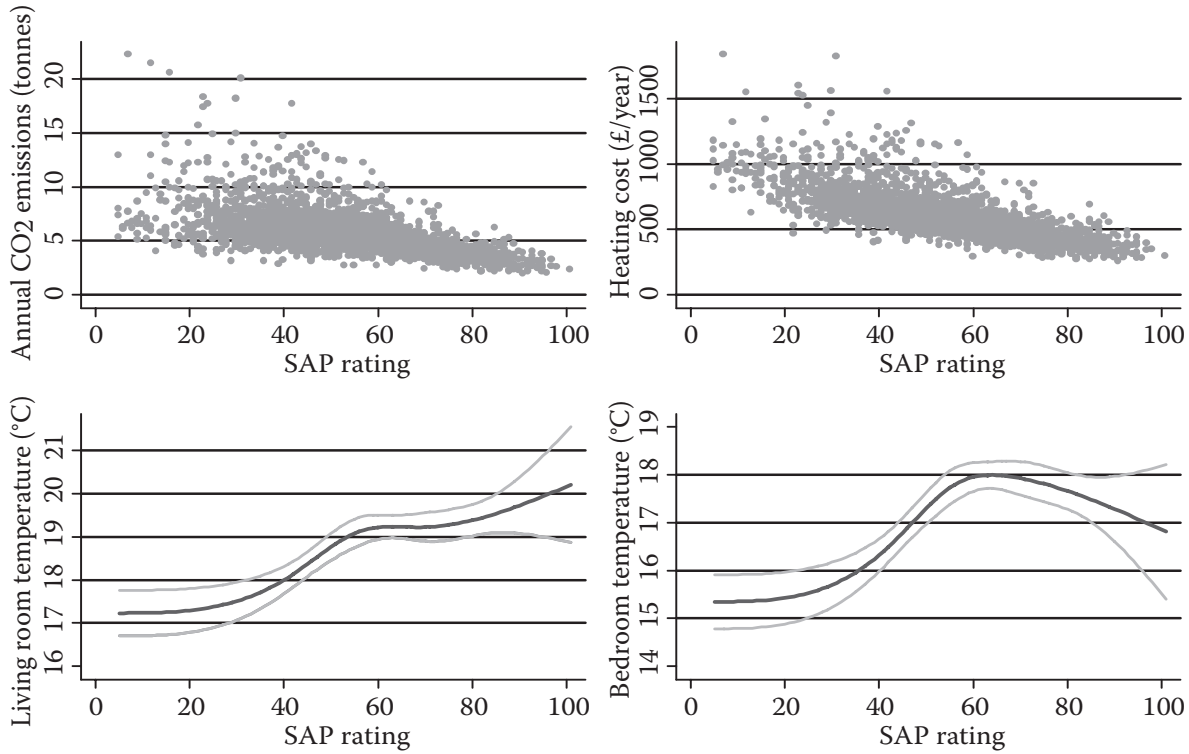 Annual CO2 emissions (tonnes)
20
15
10
5
0
0 20 40 60 80 100
SAP rating
Heating cost (£/year)
1500
1000
500
0
0 20 40 60 80 100
SAP rating
Living room temperature (°C)
21
20
19
18
17
16
0 20 40 60 80 100
SAP rating
Bedroom temperature (°C)
19
18
17
16
15
14
0 20 40 60 80 100
SAP rating